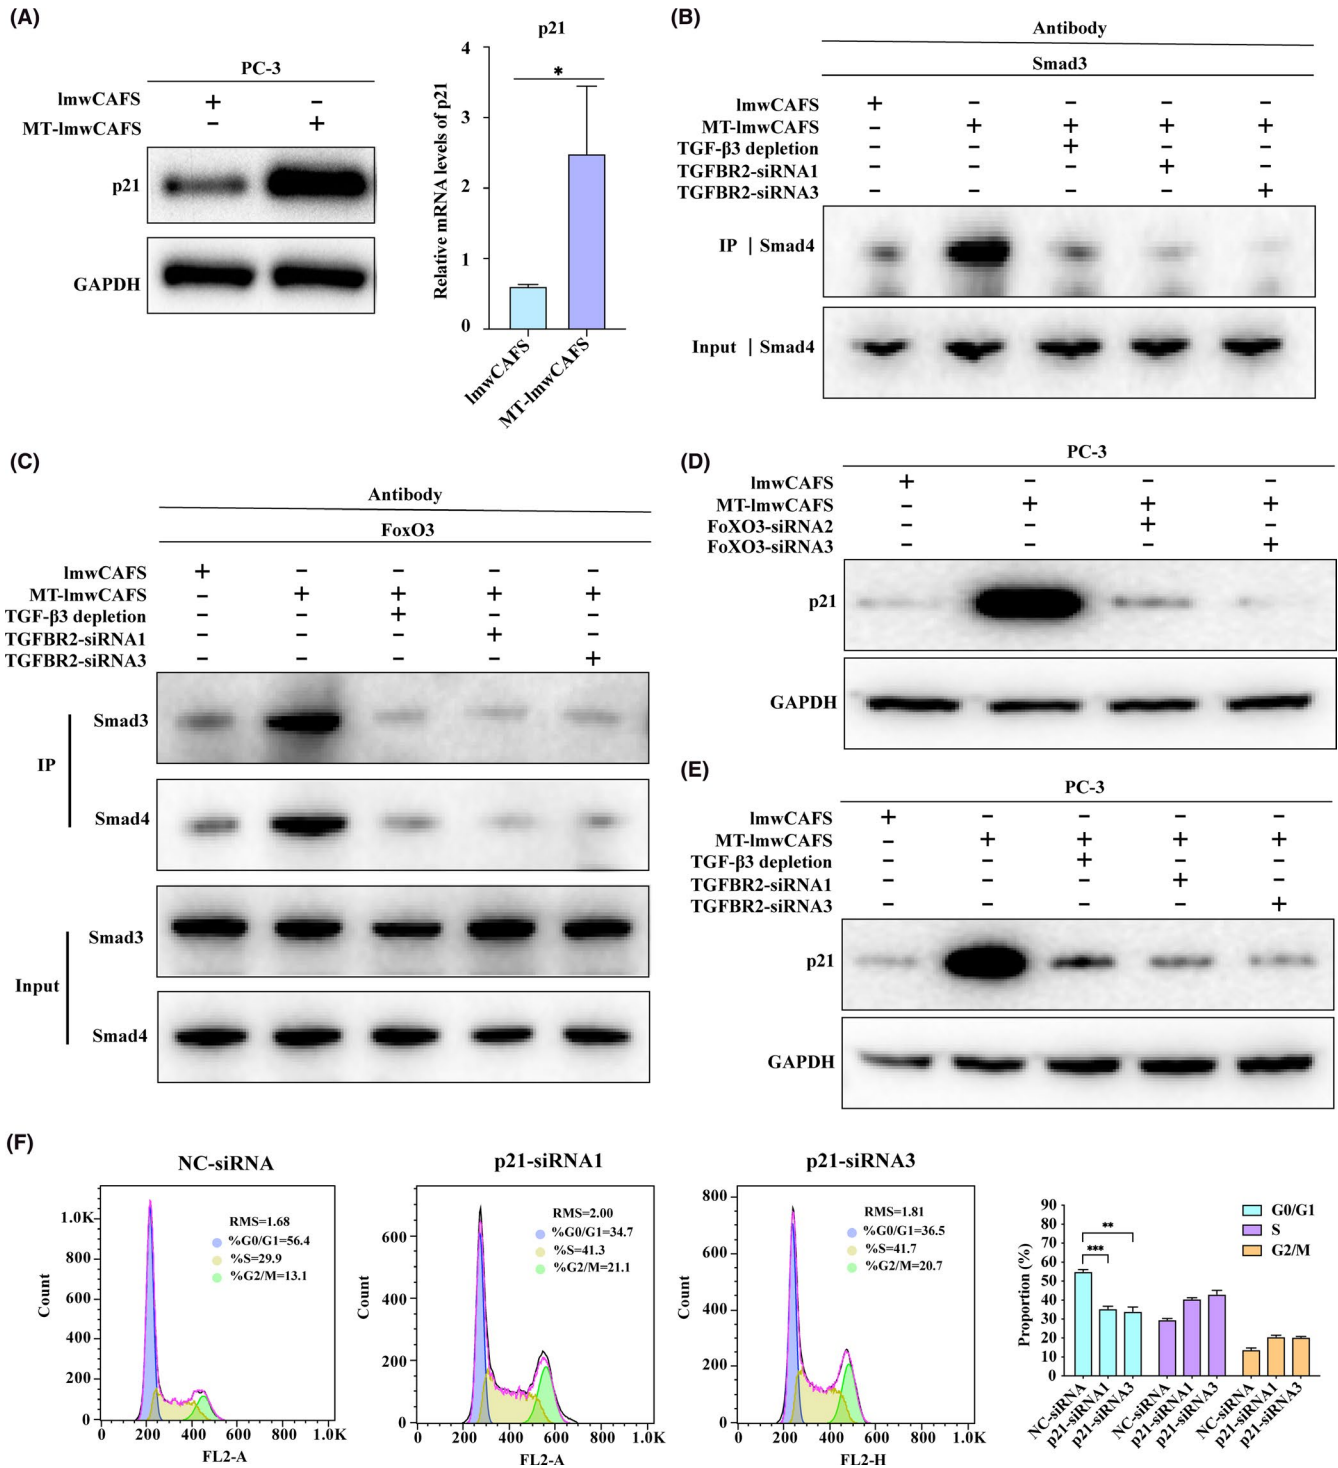 (A)
PC-3
lmwCAFS + −
MT-lmwCAFS − +
p21
GAPDH
p21
Relative mRNA levels of p21
4
3
2
1
0
*
lmwCAFS
MT-lmwCAFS
(B)
Antibody
Smad3
lmwCAFS + − − − −
MT-lmwCAFS − + + + +
TGF-β3 depletion − − + − −
TGFBR2-siRNA1 − − − + −
TGFBR2-siRNA3 − − − − +
IP | Smad4
Input | Smad4
(C)
Antibody
FoxO3
lmwCAFS + − − − −
MT-lmwCAFS − + + + +
TGF-β3 depletion − − + − −
TGFBR2-siRNA1 − − − + −
TGFBR2-siRNA3 − − − − +
IP
Smad3
Smad4
Input
Smad3
Smad4
(D)
PC-3
lmwCAFS + − − −
MT-lmwCAFS − + + +
FoXO3-siRNA2 − − + −
FoXO3-siRNA3 − − − +
p21
GAPDH
(E)
PC-3
lmwCAFS + − − − −
MT-lmwCAFS − + + + +
TGF-β3 depletion − − + − −
TGFBR2-siRNA1 − − − + −
TGFBR2-siRNA3 − − − − +
p21
GAPDH
(F)
NC-siRNA
RMS=1.68
%G0/G1=56.4
%S=29.9
%G2/M=13.1
Count
1.0K
800
600
400
200
0
0 200 400 600 800 1.0K
FL2-A
p21-siRNA1
RMS=2.00
%G0/G1=34.7
%S=41.3
%G2/M=21.1
Count
600
400
200
0
0 200 400 600 800 1.0K
FL2-A
p21-siRNA3
RMS=1.81
%G0/G1=36.5
%S=41.7
%G2/M=20.7
Count
800
600
400
200
0
0 200 400 600 800 1.0K
FL2-H
Proportion (%)
90
80
70
60
50
40
30
20
10
0
**
***
G0/G1
S
G2/M
NC-siRNA
p21-siRNA1
p21-siRNA3
NC-siRNA
p21-siRNA1
p21-siRNA3
NC-siRNA
p21-siRNA1
p21-siRNA3